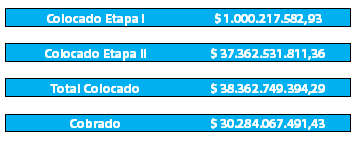 Colocado Etapa I $ 1.000.217.582,93
Colocado Etapa II $ 37.362.531.811,36
Total Colocado $ 38.362.749.394,29
Cobrado $ 30.284.067.491,43